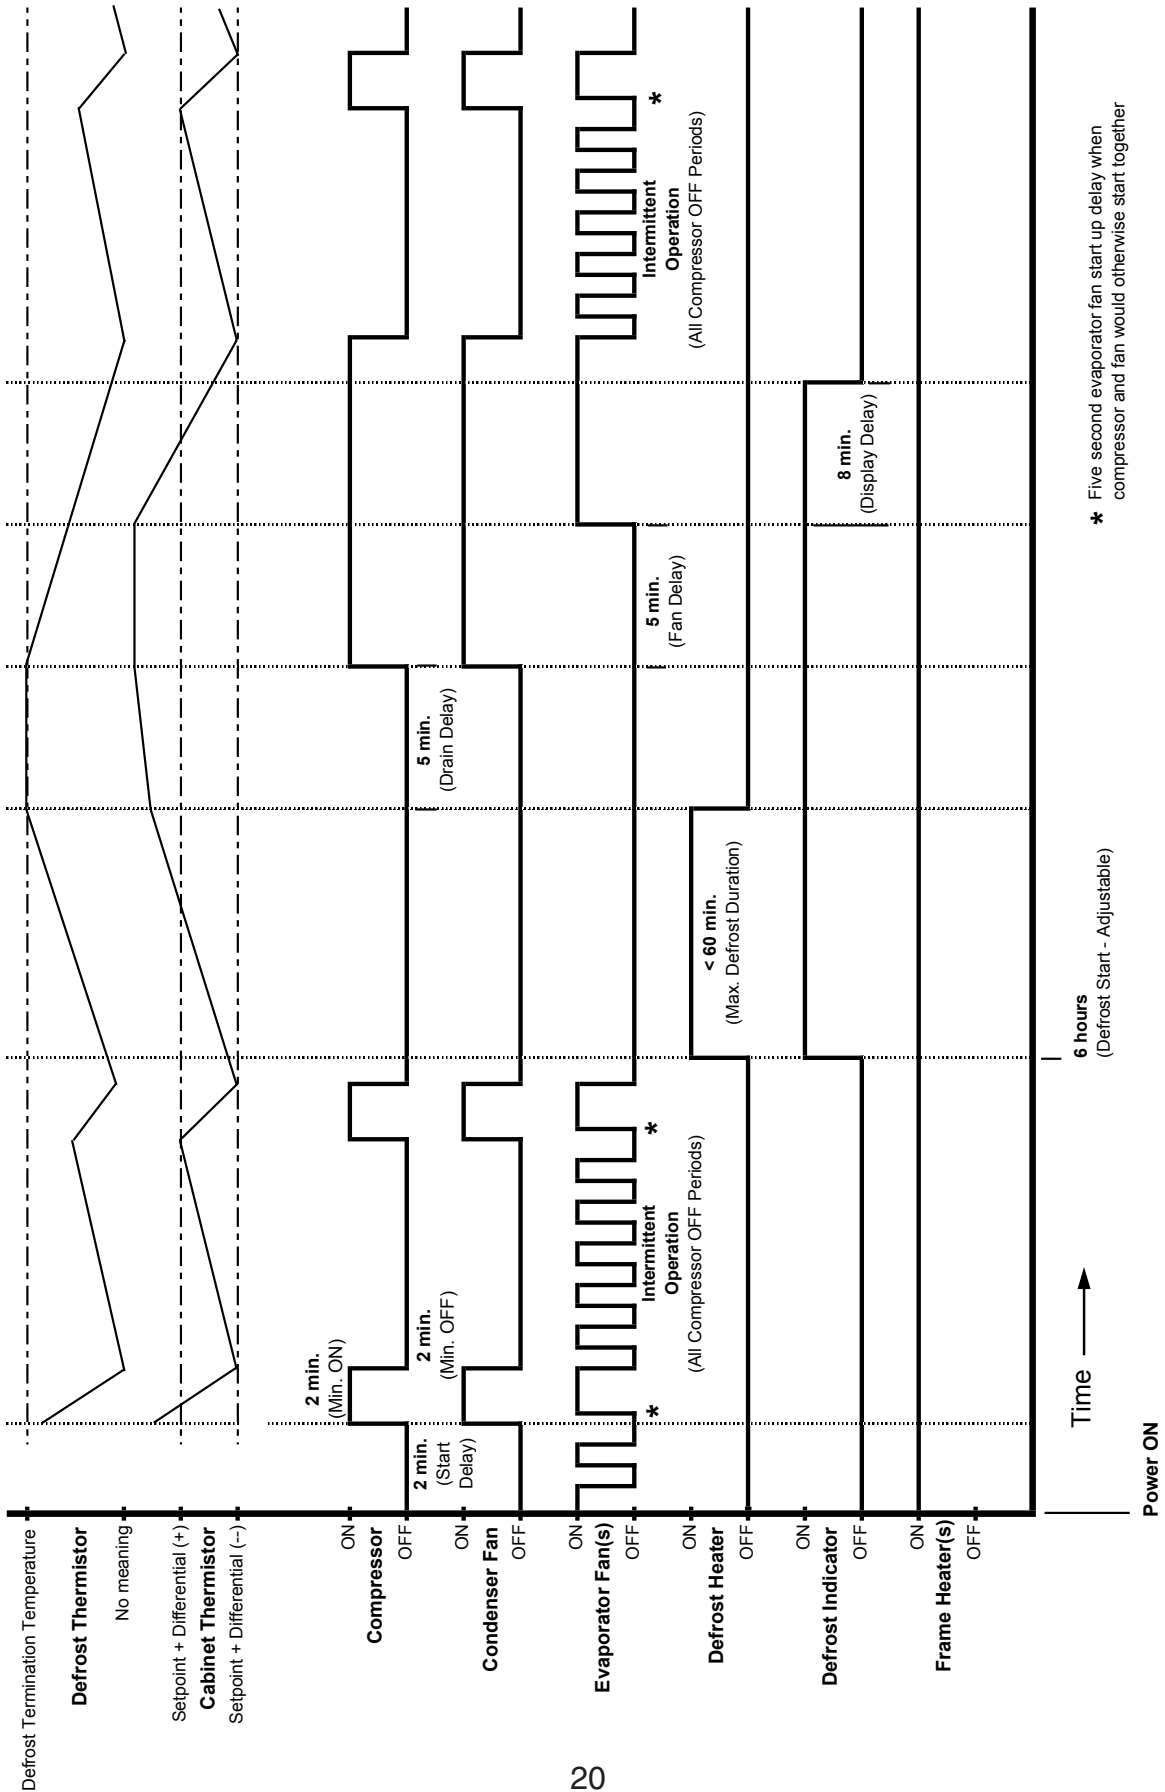 Defrost Termination Temperature
Defrost Thermistor
No meaning
Setpoint + Differential (+)
Cabinet Thermistor
Setpoint + Differential (--)
ON
Compressor
OFF
ON
Condenser Fan
OFF
ON
Evaporator Fan(s)
OFF
ON
Defrost Heater
OFF
ON
Defrost Indicator
OFF
ON
Frame Heater(s)
OFF
2 min.
(Start
Delay)
2 min.
(Min. ON)
2 min.
(Min. OFF)
5 min.
(Drain Delay)
*
Intermittent
Operation
(All Compressor OFF Periods)
*
5 min.
(Fan Delay)
Intermittent
Operation
(All Compressor OFF Periods)
*
< 60 min.
(Max. Defrost Duration)
8 min.
(Display Delay)
Power ON
Time
6 hours
(Defrost Start - Adjustable)
* Five second evaporator fan start up delay when
compressor and fan would otherwise start together
20